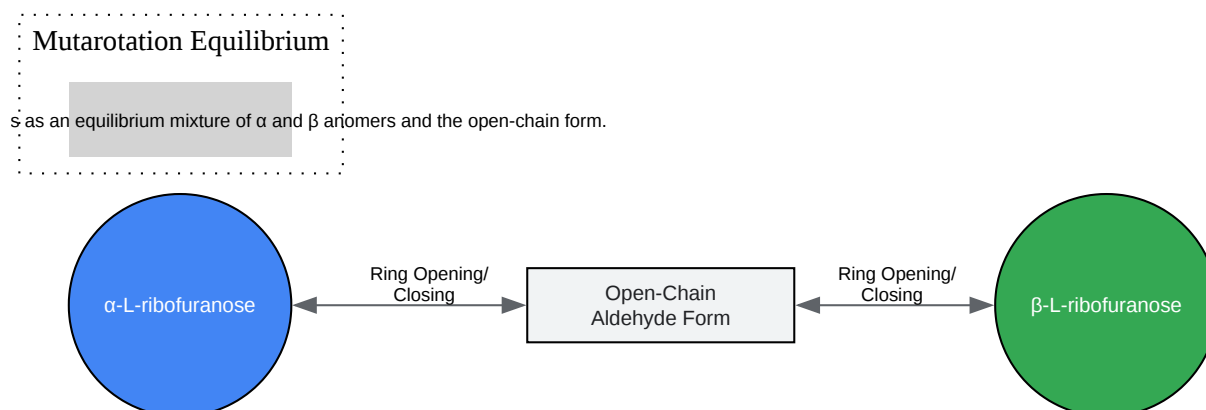 Mutarotation Equilibrium
s as an equilibrium mixture of α and β anomers and the open-chain form.
Ring Opening/
Closing
Ring Opening/
Closing
α-L-ribofuranose
Open-Chain
Aldehyde Form
β-L-ribofuranose